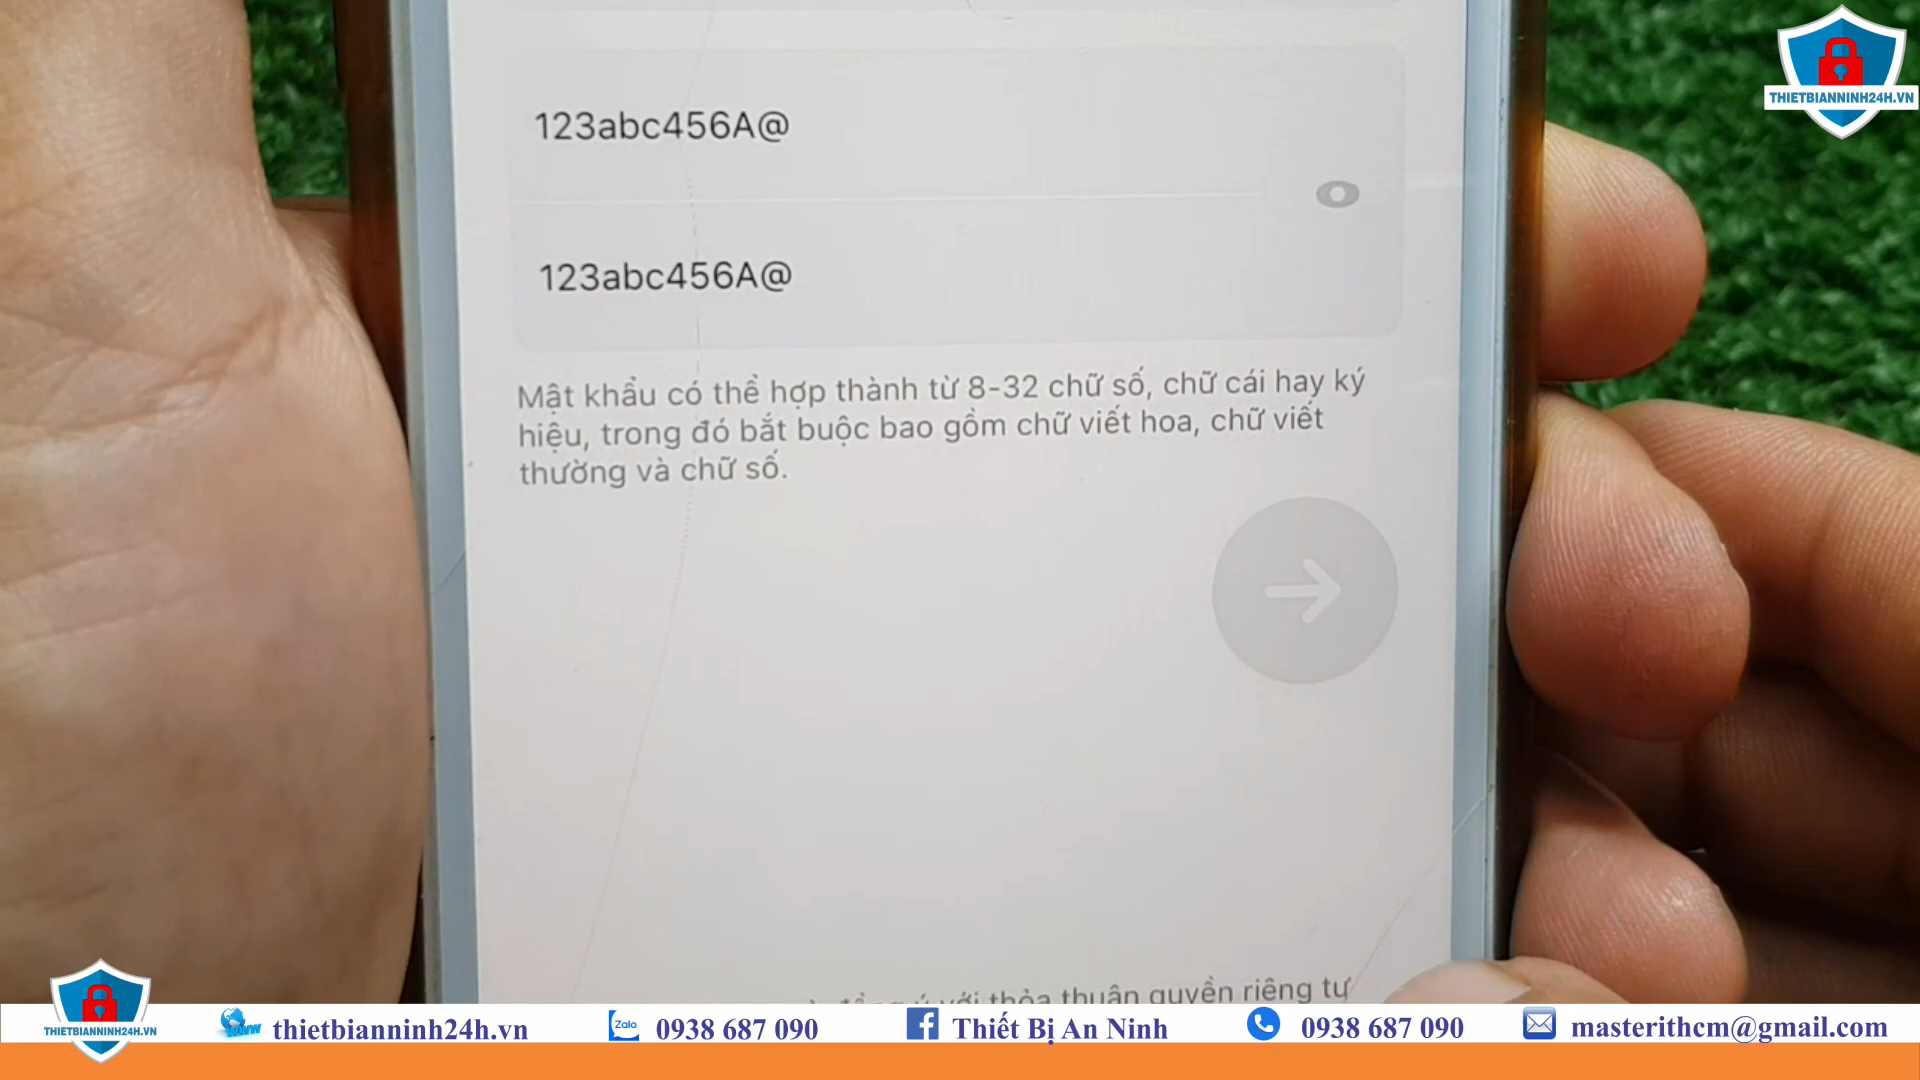 THIETBIANNINH24H.VN
123abc456A@
123abc456A@
Mật khẩu có thể hợp thành từ 8-32 chữ số, chữ cái hay ký
hiệu, trong đó bắt buộc bao gồm chữ viết hoa, chữ viết
thường và chữ số.
với thỏa thuận quyền riêng tư
THIETBIANNINH24H.VN
WWW thietbianninh24h.vn
Zalo 0938 687 090
Thiết Bị An Ninh
0938 687 090
masterithcm@gmail.com